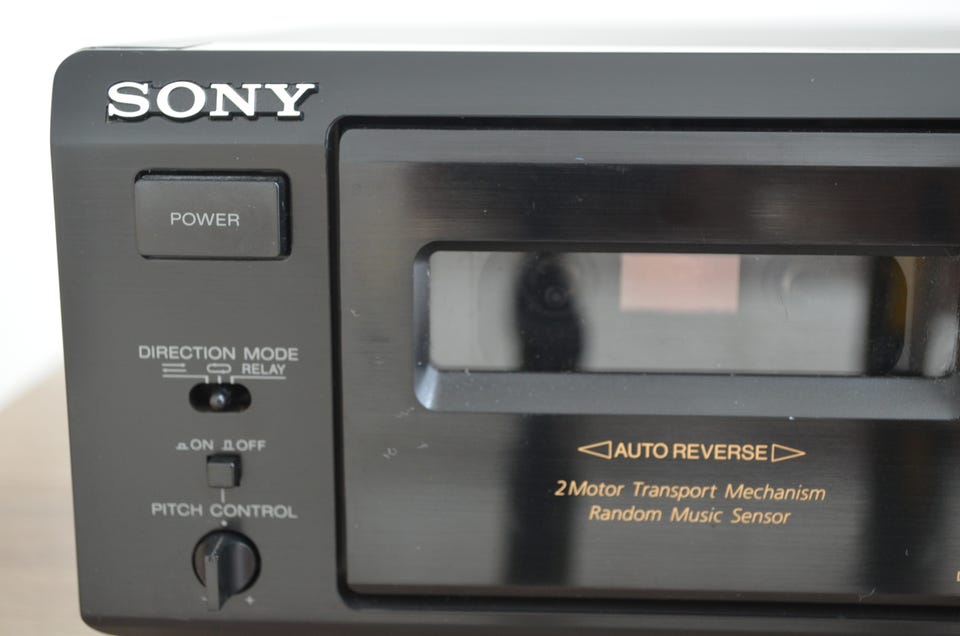 SONY
POWER
DIRECTION MODE
RELAY
ON OFF
PITCH CONTROL
- +
AUTO REVERSE
2 Motor Transport Mechanism
Random Music Sensor